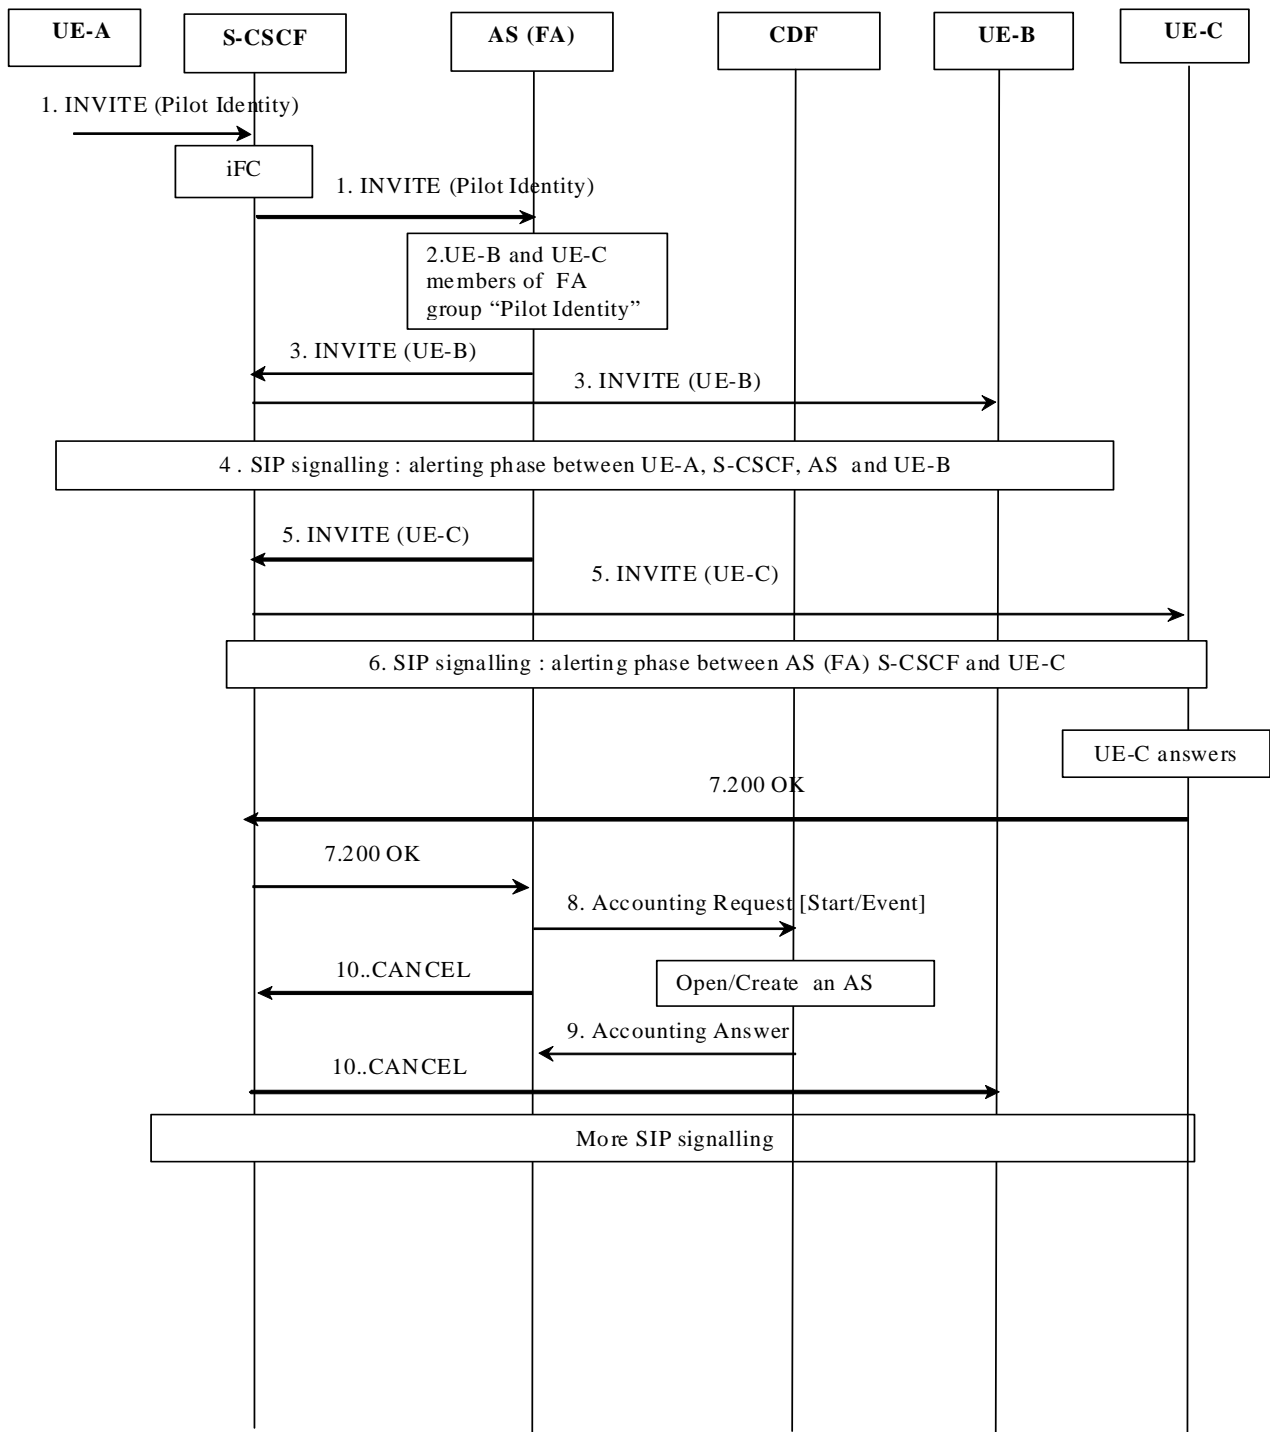 UE-A
S-CSCF
AS (FA)
CDF
UE-B
UE-C
1. INVITE (Pilot Identity)
iFC
1. INVITE (Pilot Identity)
2.UE-B and UE-C
members of FA
group “Pilot Identity”
3. INVITE (UE-B)
3. INVITE (UE-B)
4 . SIP signalling : alerting phase between UE-A, S-CSCF, AS and UE-B
5. INVITE (UE-C)
5. INVITE (UE-C)
6. SIP signalling : alerting phase between AS (FA) S-CSCF and UE-C
UE-C answers
7.200 OK
7.200 OK
8. Accounting Request [Start/Event]
10..CANCEL
Open/Create an AS
9. Accounting Answer
10..CANCEL
More SIP signalling